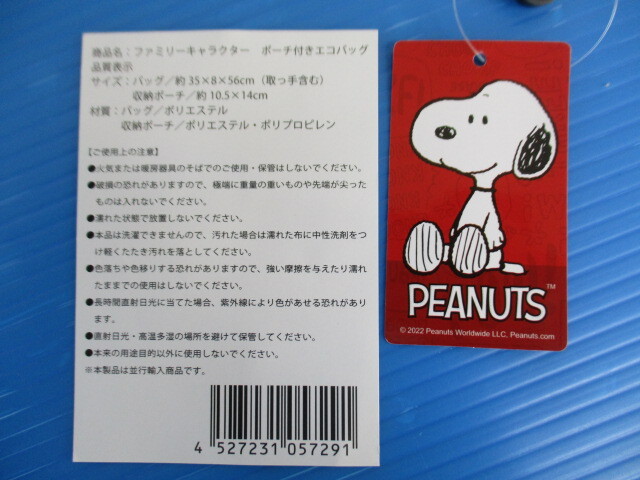 商品名：ファミリーキャラクター　ポーチ付きエコバッグ
品質表示
サイズ：バッグ／約 35×8×56cm（取っ手含む）
収納ポーチ／約 10.5×14cm
材質：バッグ／ポリエステル
収納ポーチ／ポリエステル・ポリプロピレン
【ご使用上の注意】
●火気または暖房器具のそばでのご使用・保管はしないでください。
●破損の恐れがありますので、極端に重量の重いものや先端が尖った
ものは入れないでください。
●濡れた状態で放置しないでください。
●本品は洗濯できませんので、汚れた場合は濡れた布に中性洗剤をつ
け軽くたたき汚れを落としてください。
●色落ちや色移りする恐れがありますので、強い摩擦を与えたり濡れ
たままでの使用はしないでください。
●長時間直射日光に当てた場合、紫外線により色があせる恐れがあり
ます。
●直射日光・高温多湿の場所を避けて保管してください。
●本来の用途目的以外に使用しないでください。
※本製品は並行輸入商品です。
4 527231 057291
PEANUTS™
© 2022 Peanuts Worldwide LLC, Peanuts.com